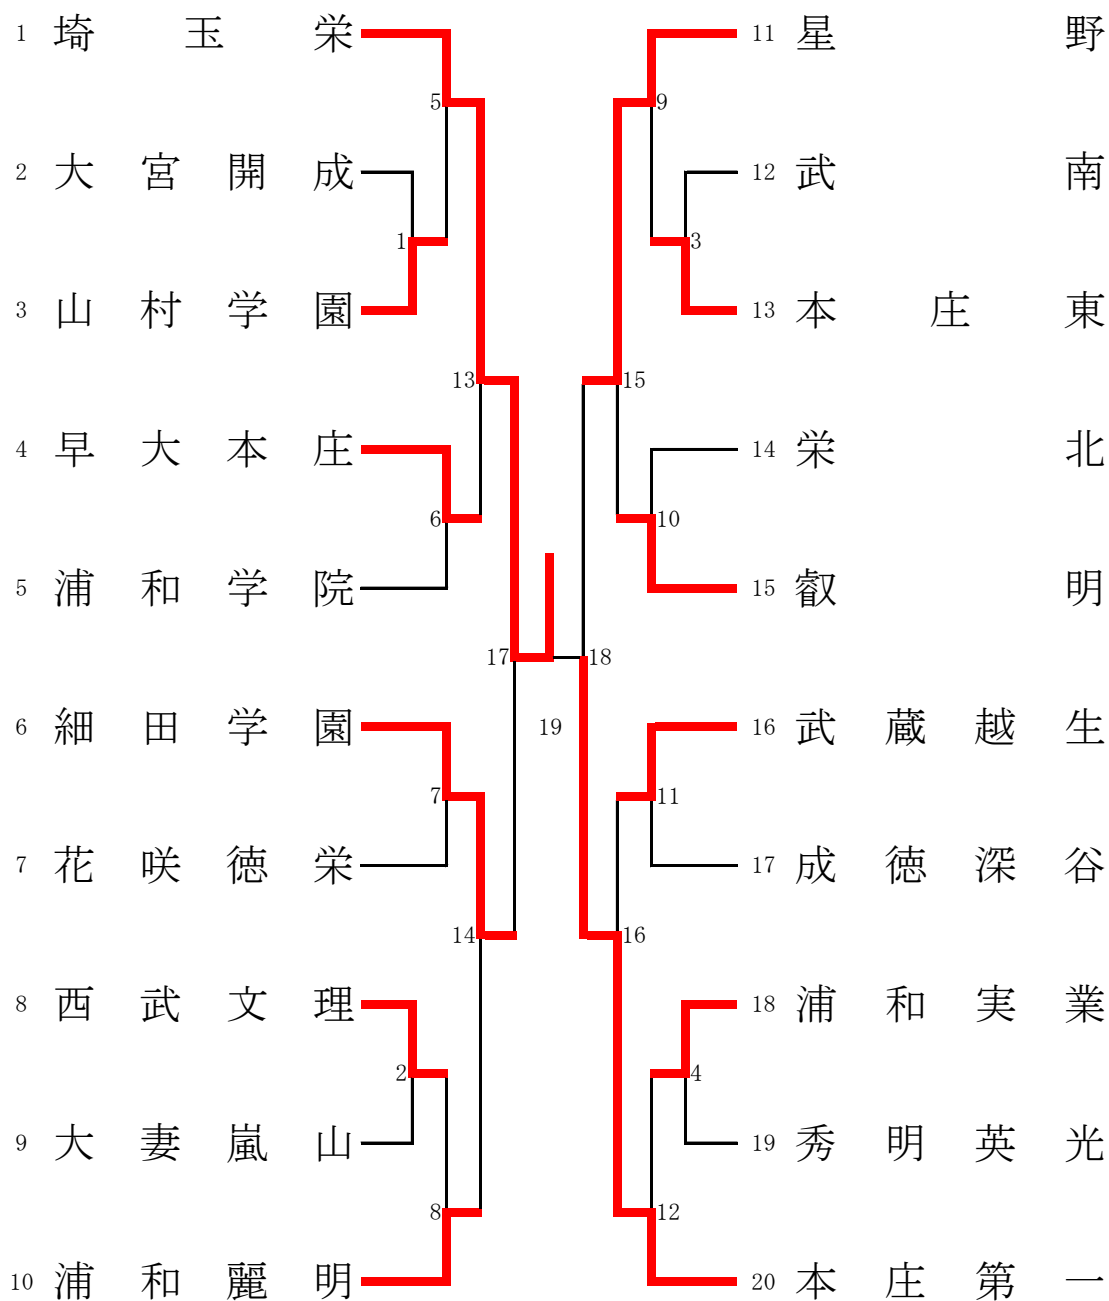 1 埼玉栄
11 星野
5
9
2 大宮開成
12 武南
1
3
3 山村学園
13 本庄東
13
15
4 早大本庄
14 栄北
6
10
5 浦和学院
15 叡明
17
18
6 細田学園
19
16 武蔵越生
7
11
7 花咲徳栄
17 成徳深谷
14
16
8 西武文理
18 浦和実業
2
4
9 大妻嵐山
19 秀明英光
8
12
10 浦和麗明
20 本庄第一